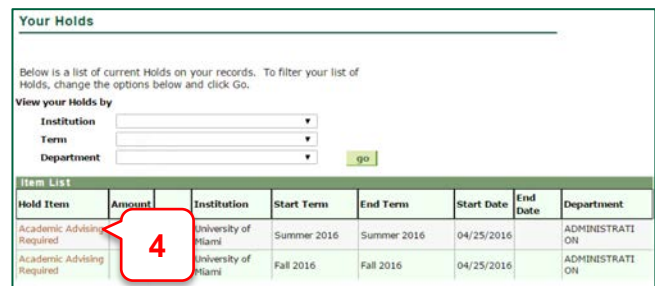 Your Holds
Below is a list of current Holds on your records. To filter your list of
Holds, change the options below and click Go.
View your Holds by
Institution
Term
Department go
Item List
Hold Item Amount Institution Start Term End Term Start Date End Date Department
Academic Advising Required University of Miami Summer 2016 Summer 2016 04/25/2016 ADMINISTRATI ON
4
Academic Advising Required University of Miami Fall 2016 Fall 2016 04/25/2016 ADMINISTRATI ON